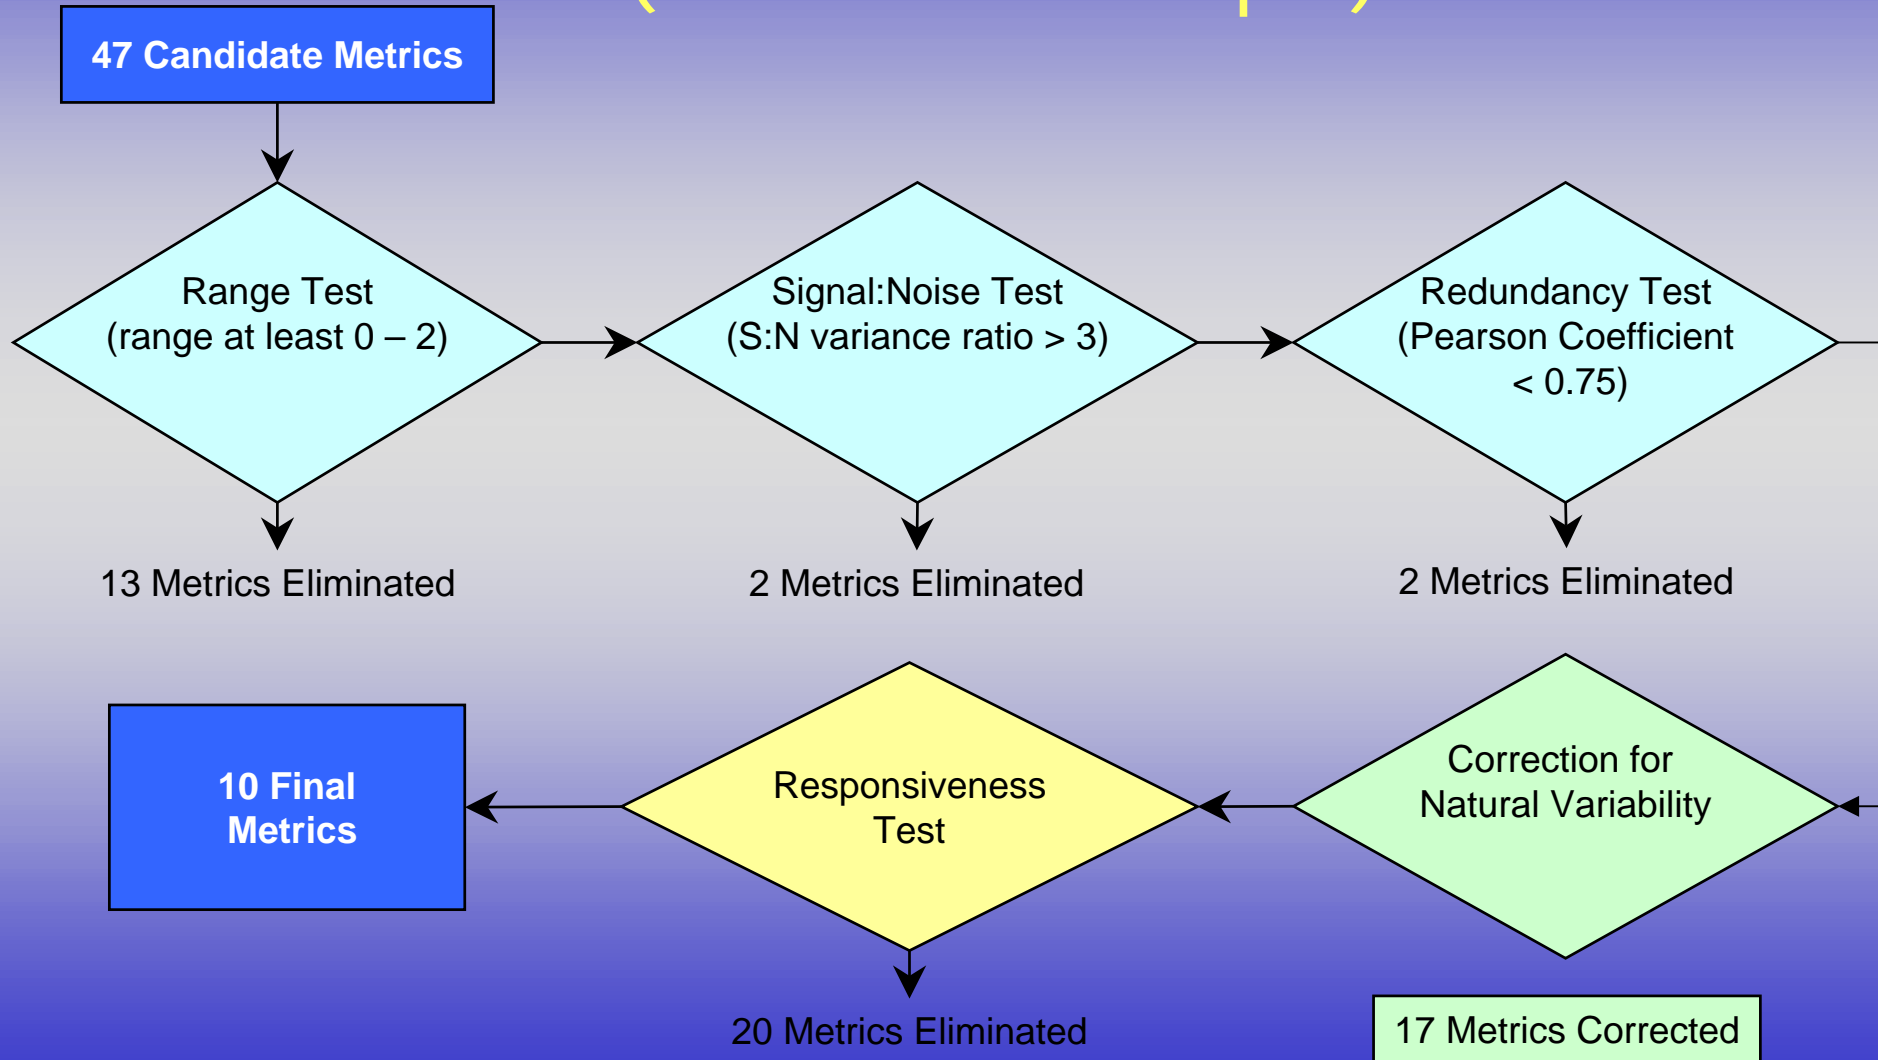 47 Candidate Metrics
Range Test
(range at least 0 – 2)
Signal:Noise Test
(S:N variance ratio > 3)
Redundancy Test
(Pearson Coefficient
< 0.75)
13 Metrics Eliminated
2 Metrics Eliminated
2 Metrics Eliminated
10 Final
Metrics
Responsiveness
Test
Correction for
Natural Variability
20 Metrics Eliminated
17 Metrics Corrected